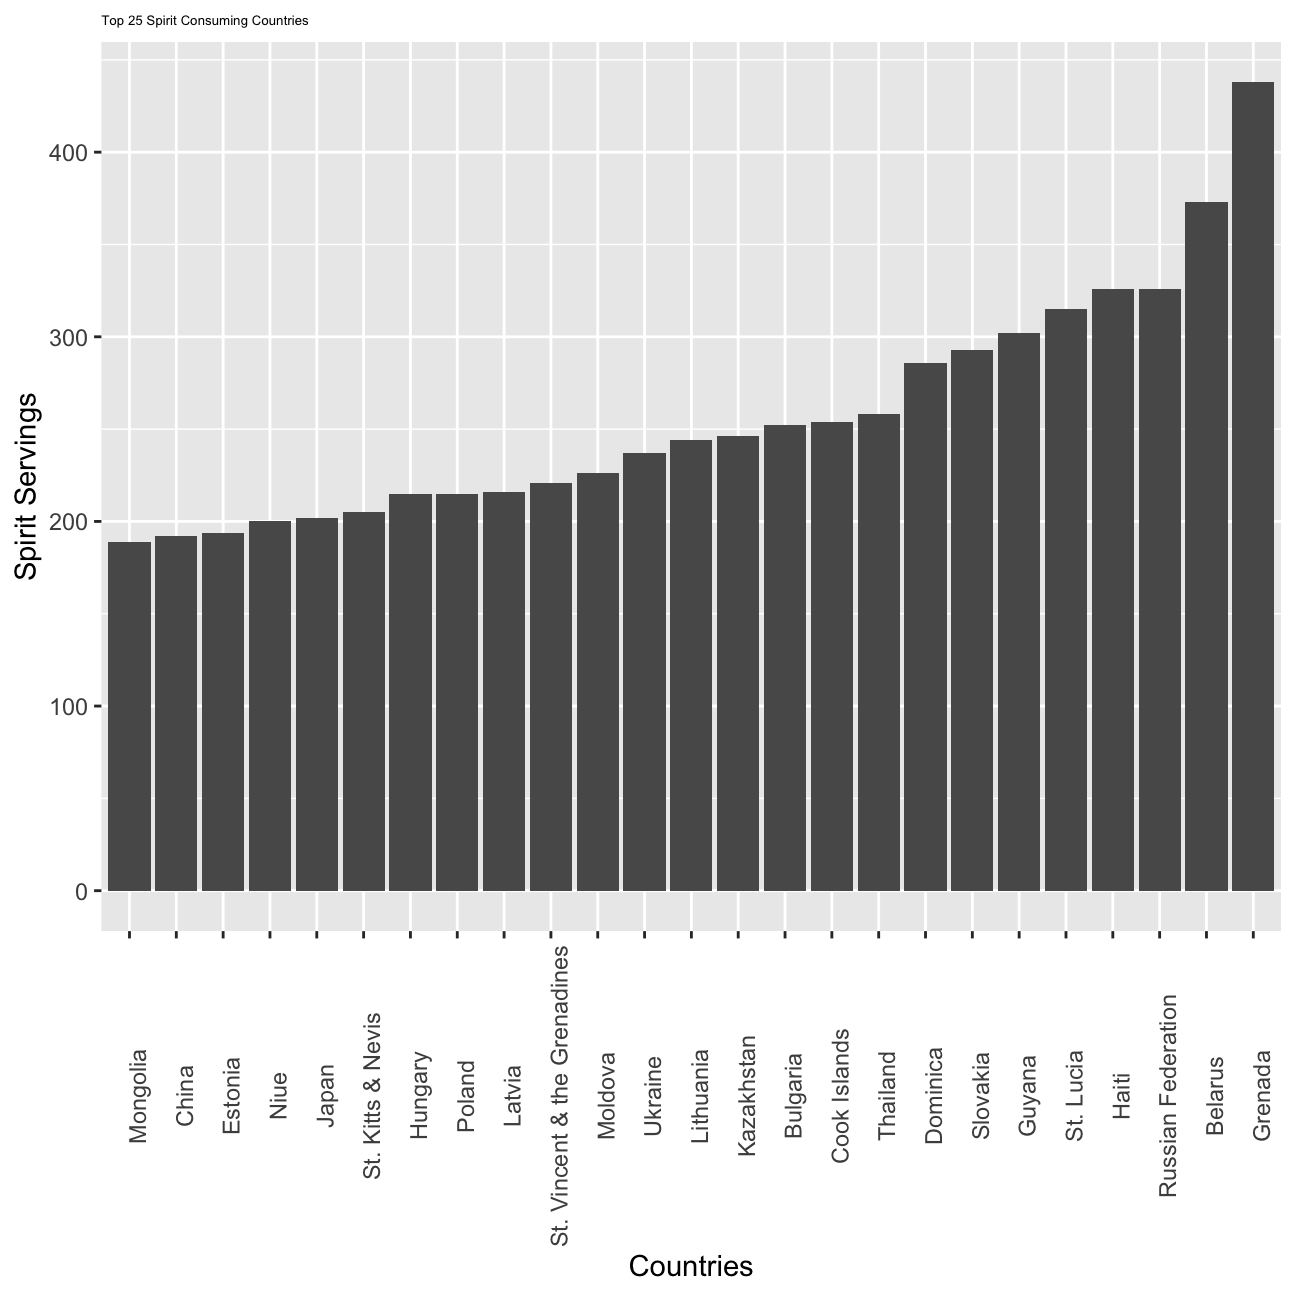 Top 25 Spirit Consuming Countries
Spirit Servings
400
300
200
100
0
Mongolia
China
Estonia
Niue
Japan
St. Kitts & Nevis
Hungary
Poland
Latvia
St. Vincent & the Grenadines
Moldova
Ukraine
Lithuania
Kazakhstan
Bulgaria
Cook Islands
Thailand
Dominica
Slovakia
Guyana
St. Lucia
Haiti
Russian Federation
Belarus
Grenada
Countries